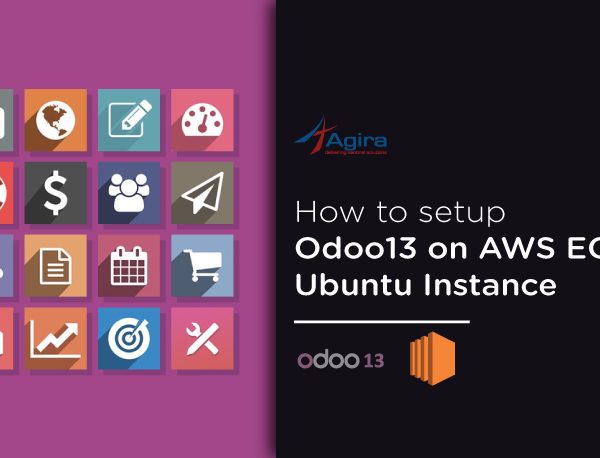 Agira
How to setup
Odoo13 on AWS EC
Ubuntu Instance
odoo 13